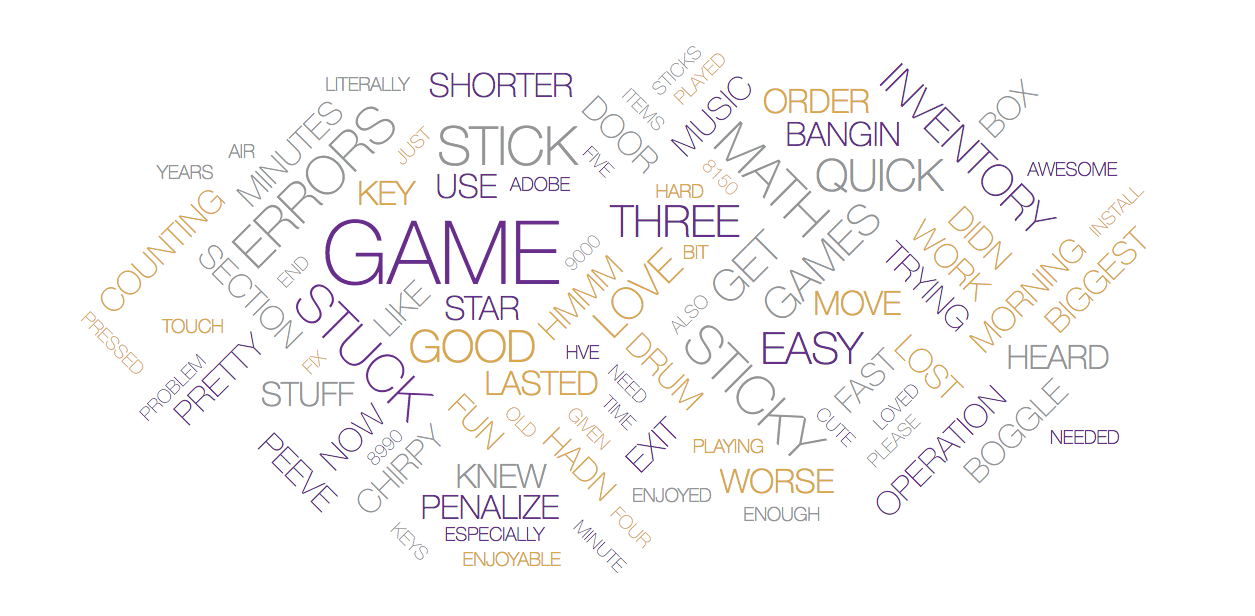 LITERALLY
SHORTER
STICKS
PLAYED
ITEMS
MUSIC
DOOR
ORDER
INVENTORY
BOX
MINUTES
ERRORS
JUST
STICK
FIVE
BANGIN
MATH
AIR
YEARS
KEY
USE
ADOBE
HARD
8150
QUICK
AWESOME
COUNTING
SECTION
GAME
THREE
BIT
GET
GAMES
DIDN
WORK
INSTALL
END
9000
HMMM
LOVE
TRYING
MORNING
BIGGEST
STUCK
LIKE
STAR
ALSO
MOVE
PRESSED
TOUCH
GOOD
HVE
DRUM
STICKY
EASY
LOST
HEARD
PROBLEM
PRETTY
FIX
STUFF
LASTED
NEED
TIME
FAST
LOVED
PLEASE
OPERATION
BOGGLE
NEEDED
PEEVE
NOW
8990
CHIRPY
FUN
OLD
GIVEN
HADN
EXIT
PLAYING
CUTE
KNEW
PENALIZE
ENJOYED
WORSE
ENOUGH
KEYS
ESPECIALLY
ENJOYABLE
MINUTE
FOUR